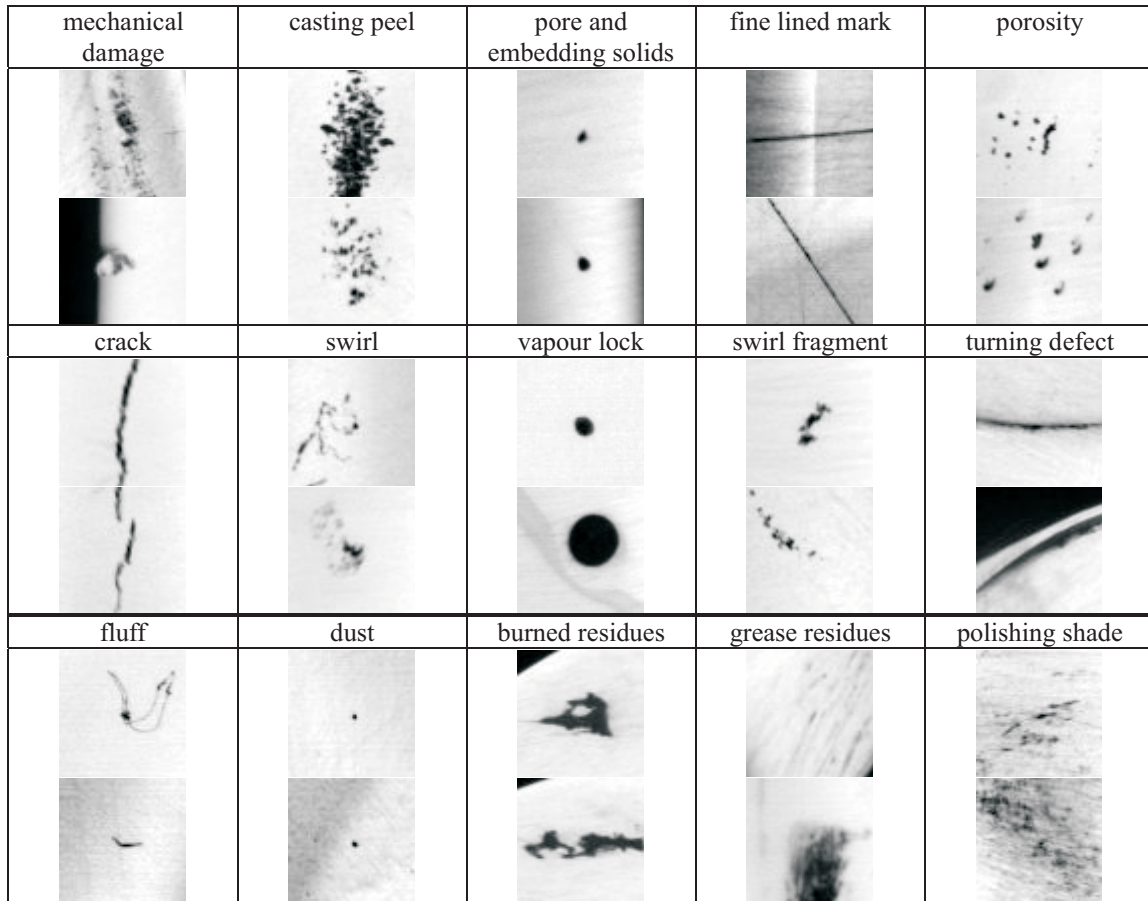 mechanical
damage
casting peel
pore and
embedding solids
fine lined mark
porosity
crack
swirl
vapour lock
swirl fragment
turning defect
fluff
dust
burned residues
grease residues
polishing shade